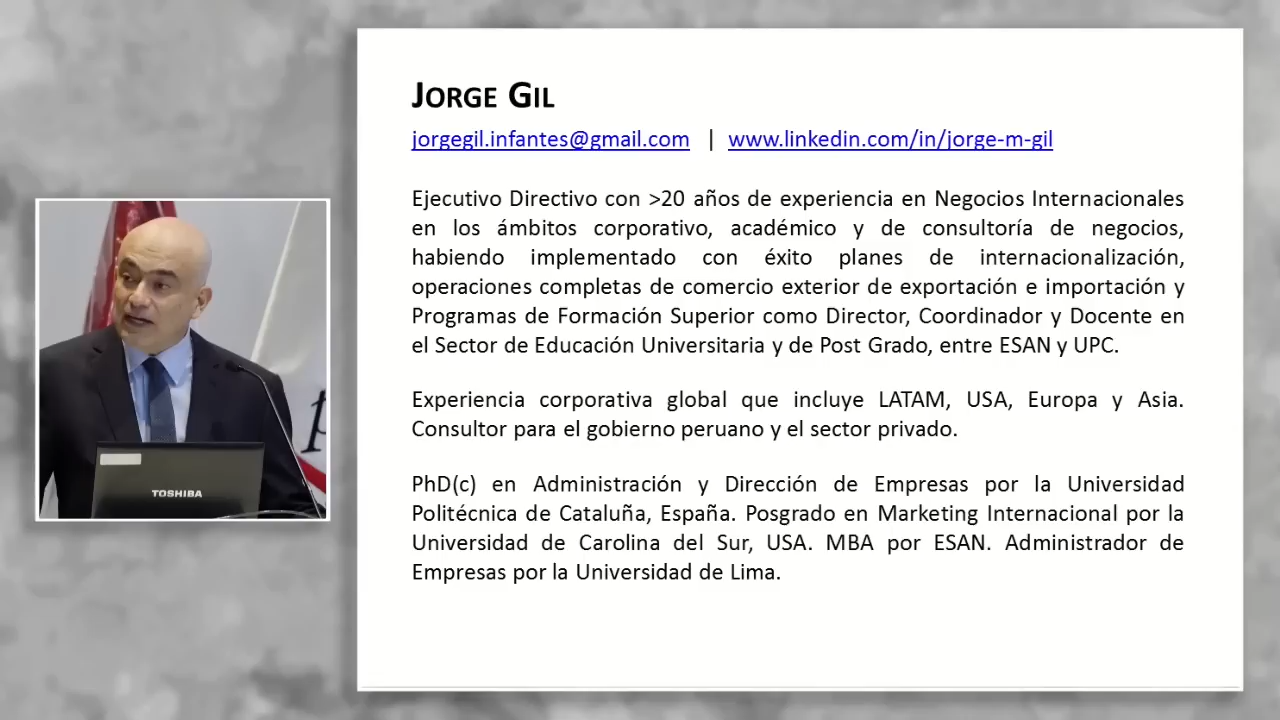 JORGE GIL
jorgegil.infantes@gmail.com | www.linkedin.com/in/jorge-m-gil
Ejecutivo Directivo con >20 años de experiencia en Negocios Internacionales
en los ámbitos corporativo, académico y de consultoría de negocios,
habiendo implementado con éxito planes de internacionalización,
operaciones completas de comercio exterior de exportación e importación y
Programas de Formación Superior como Director, Coordinador y Docente en
el Sector de Educación Universitaria y de Post Grado, entre ESAN y UPC.
Experiencia corporativa global que incluye LATAM, USA, Europa y Asia.
Consultor para el gobierno peruano y el sector privado.
PhD(c) en Administración y Dirección de Empresas por la Universidad
Politécnica de Cataluña, España. Posgrado en Marketing Internacional por la
Universidad de Carolina del Sur, USA. MBA por ESAN. Administrador de
Empresas por la Universidad de Lima.
TOSHIBA